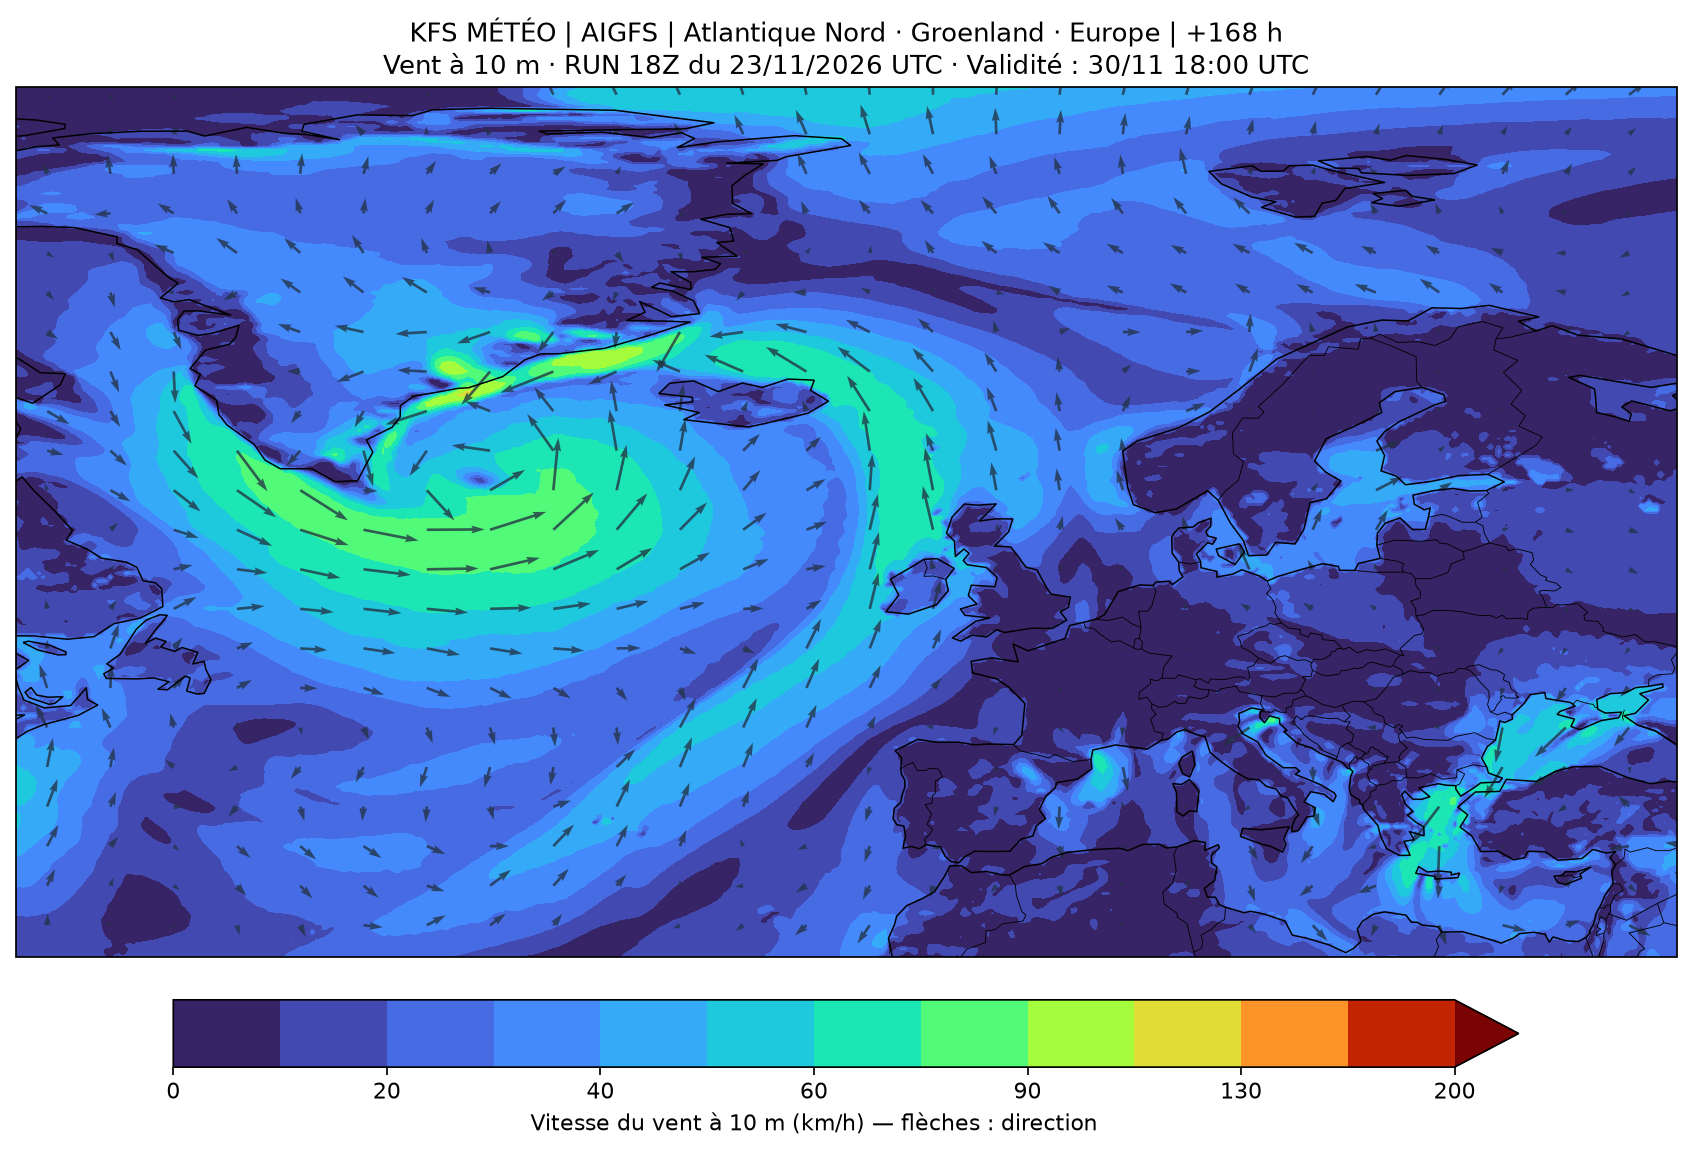 KFS MÉTÉO | AIGFS | Atlantique Nord · Groenland · Europe | +168 h
Vent à 10 m · RUN 18Z du 23/11/2026 UTC · Validité : 30/11 18:00 UTC
0 20 40 60 90 130 200
Vitesse du vent à 10 m (km/h) — flèches : direction